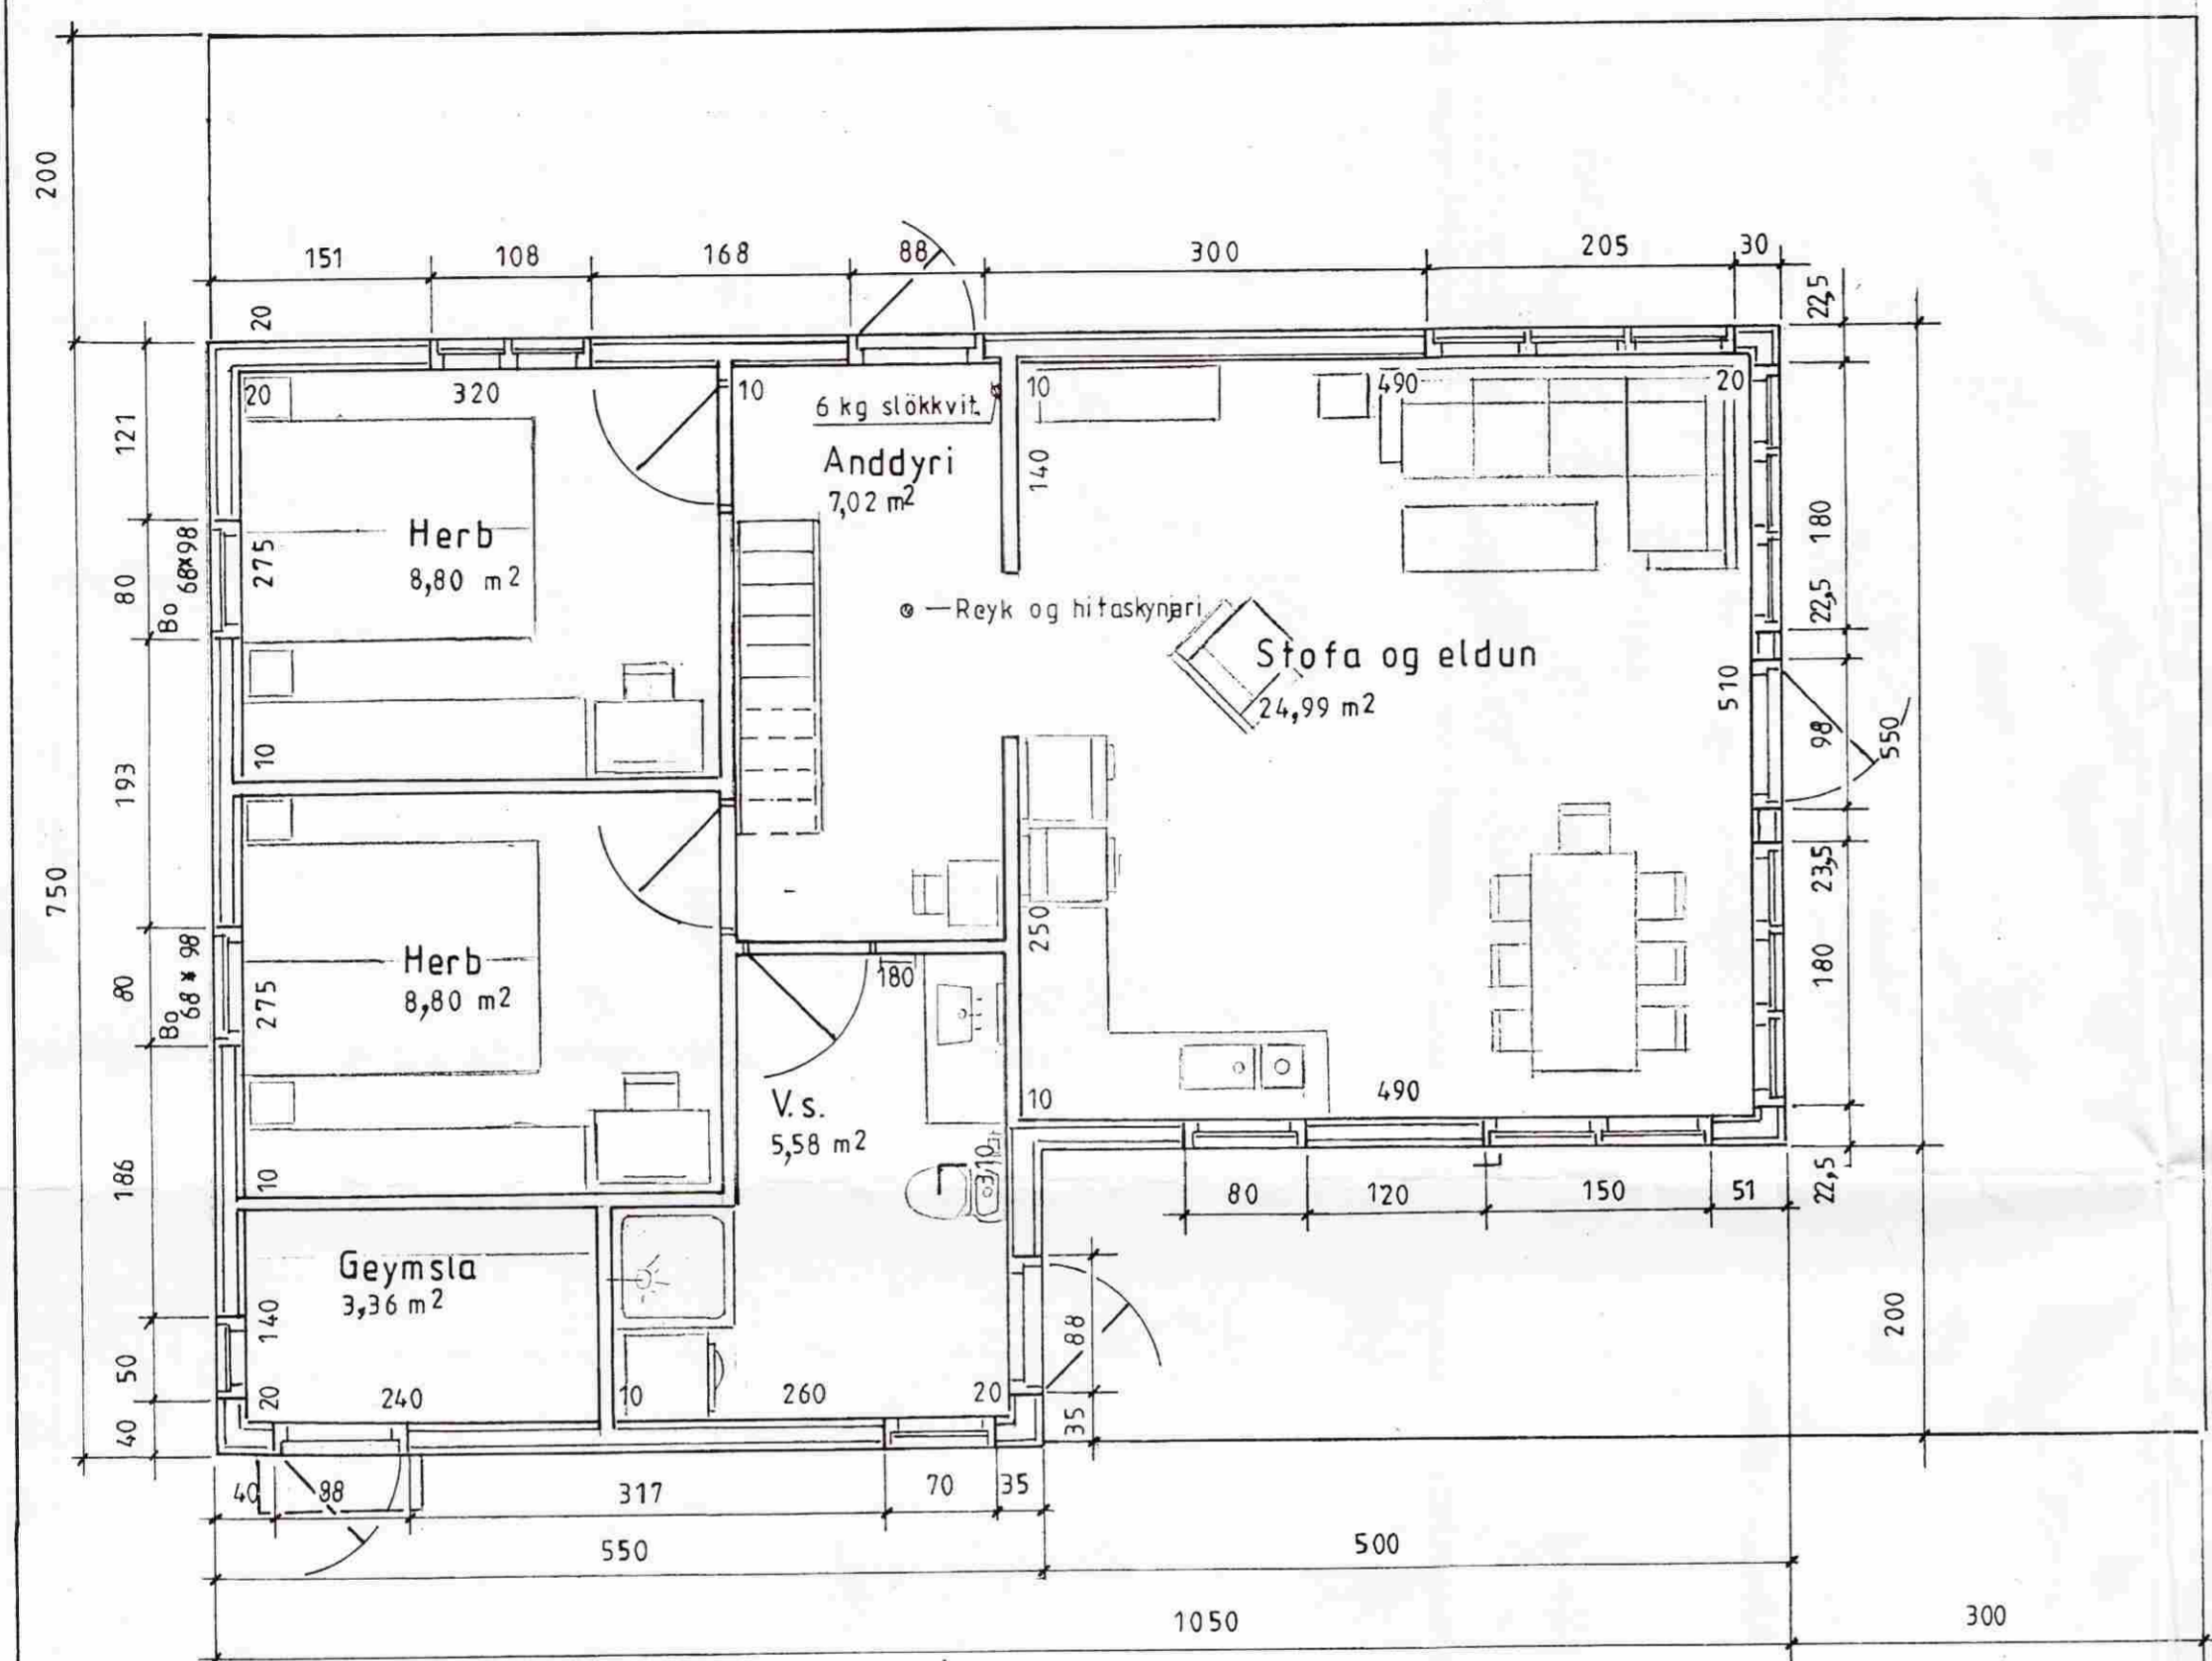 200
151 108 168 88 300 205 30
22,5
20
20 320 10 10 490 20
6 kg slökkvit.
Anddyri
7,02 m2
140
121
80
Bo 68*98
193
80
Bo 68*98
186
50
40
750
Herb
8,80 m2
275
10
Reyk og hitaskynjari
Stofa og eldun
24,99 m2
510
180
22,5
98
550
23,5
180
22,5
Herb
8,80 m2
275
10
180
250
10
490
V.s.
5,58 m2
310
80 120 150 51
200
Geymsla
3,36 m2
140
20
240
10 260 20
88
35
40 88 317 70 35
550 500
1050 300